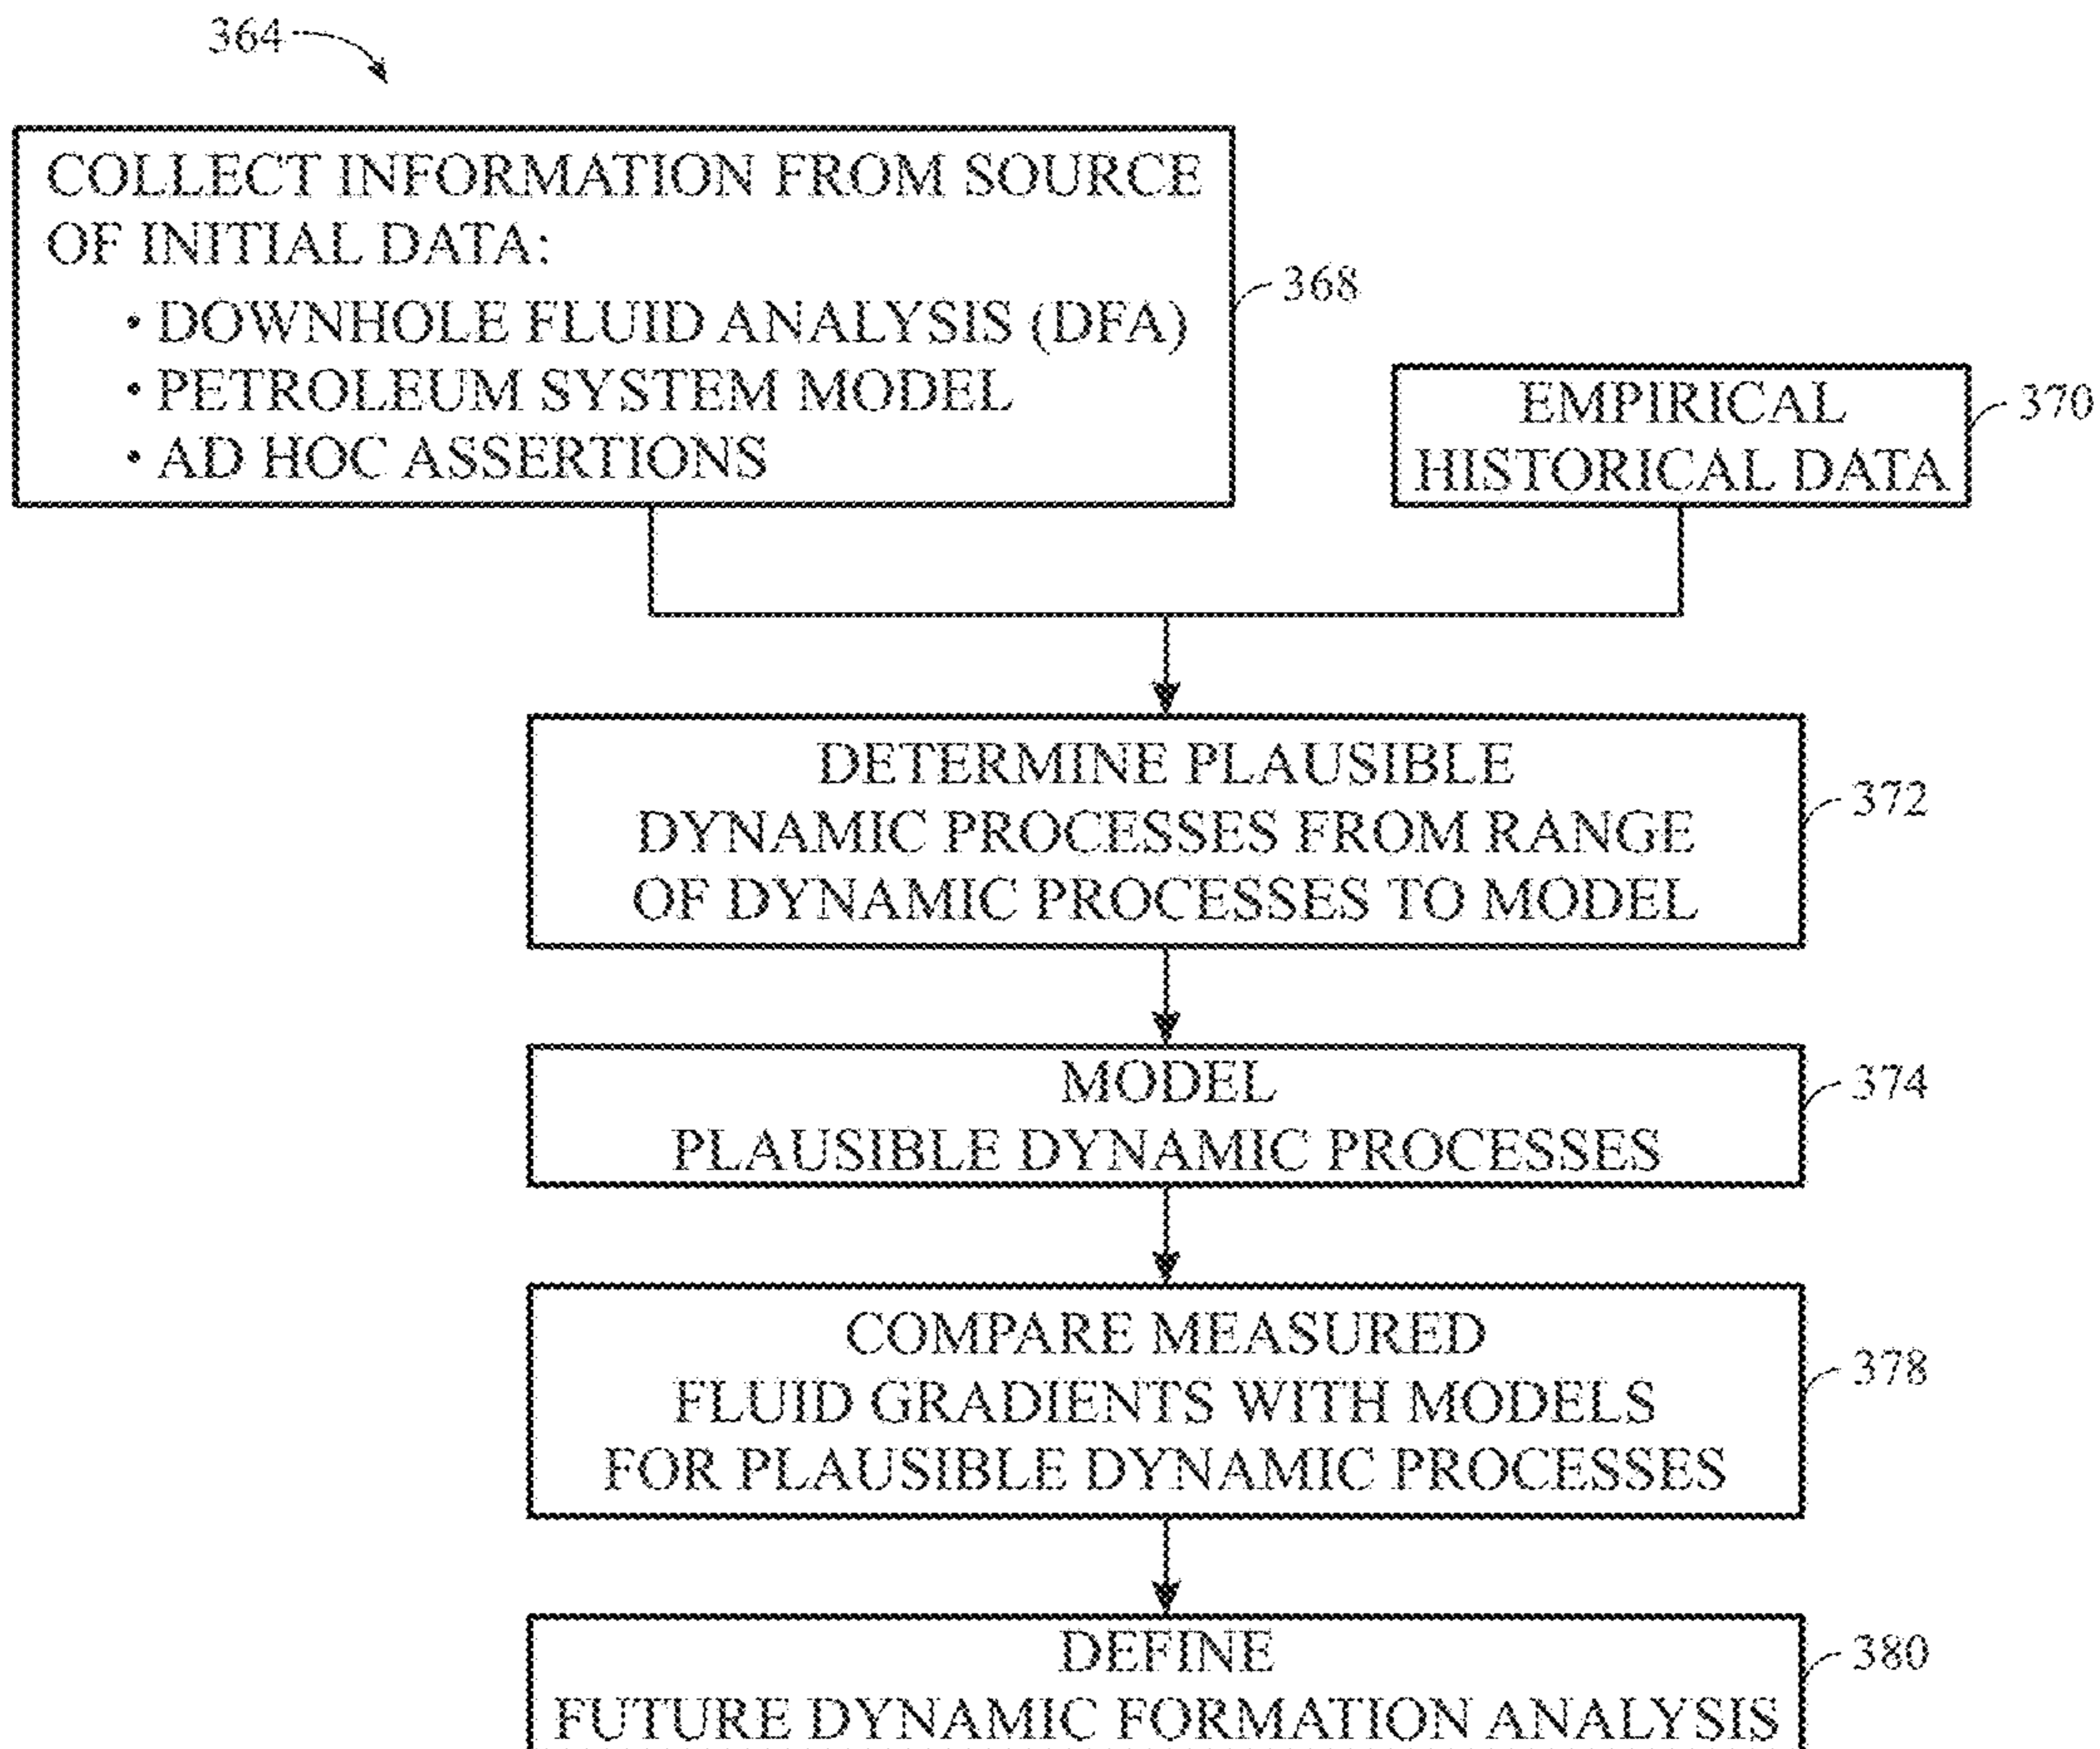 364
COLLECT INFORMATION FROM SOURCE
OF INITIAL DATA:
• DOWNHOLE FLUID ANALYSIS (DFA)
• PETROLEUM SYSTEM MODEL
• AD HOC ASSERTIONS
368
EMPIRICAL
HISTORICAL DATA
370
DETERMINE PLAUSIBLE
DYNAMIC PROCESSES FROM RANGE
OF DYNAMIC PROCESSES TO MODEL
372
MODEL
PLAUSIBLE DYNAMIC PROCESSES
374
COMPARE MEASURED
FLUID GRADIENTS WITH MODELS
FOR PLAUSIBLE DYNAMIC PROCESSES
378
DEFINE
FUTURE DYNAMIC FORMATION ANALYSIS
380